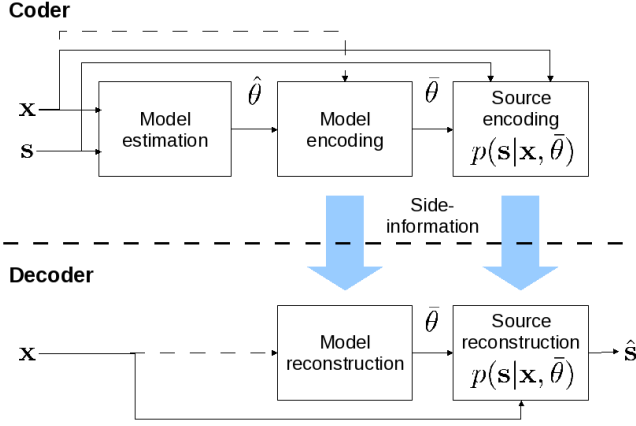 Coder
x
s
Model
estimation
θ̂
Model
encoding
θ̄
Source
encoding
p(s|x, θ̄)
Side-
information
Decoder
x
Model
reconstruction
θ̄
Source
reconstruction
p(s|x, θ̄)
ŝ